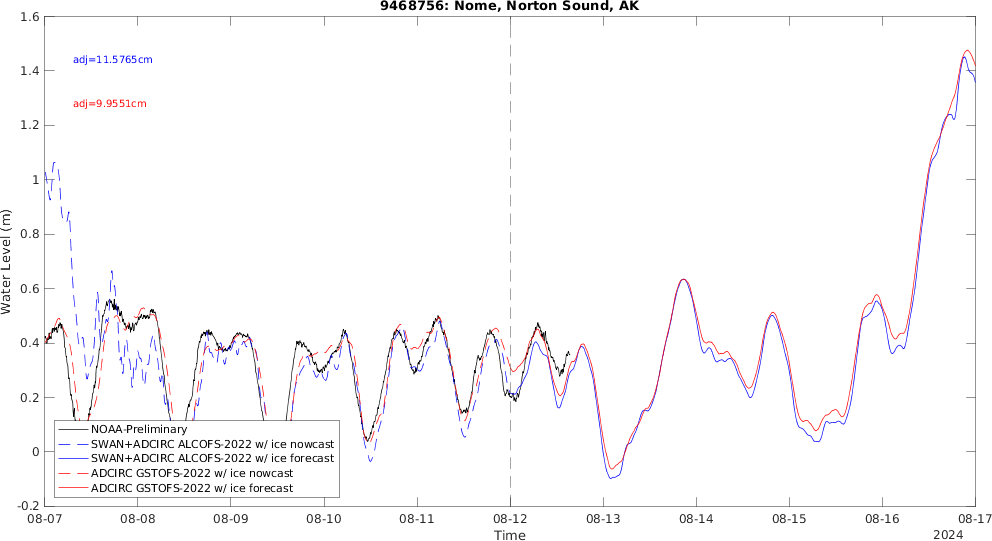 9468756: Nome, Norton Sound, AK
1.6
1.4
1.2
1
0.8
0.6
0.4
0.2
0
-0.2
Water Level (m)
adj=11.5765cm
adj=9.9551cm
NOAA-Preliminary
SWAN+ADCIRC ALCOFS-2022 w/ ice nowcast
SWAN+ADCIRC ALCOFS-2022 w/ ice forecast
ADCIRC GSTOFS-2022 w/ ice nowcast
ADCIRC GSTOFS-2022 w/ ice forecast
08-07 08-08 08-09 08-10 08-11 08-12 08-13 08-14 08-15 08-16 08-17
Time
2024